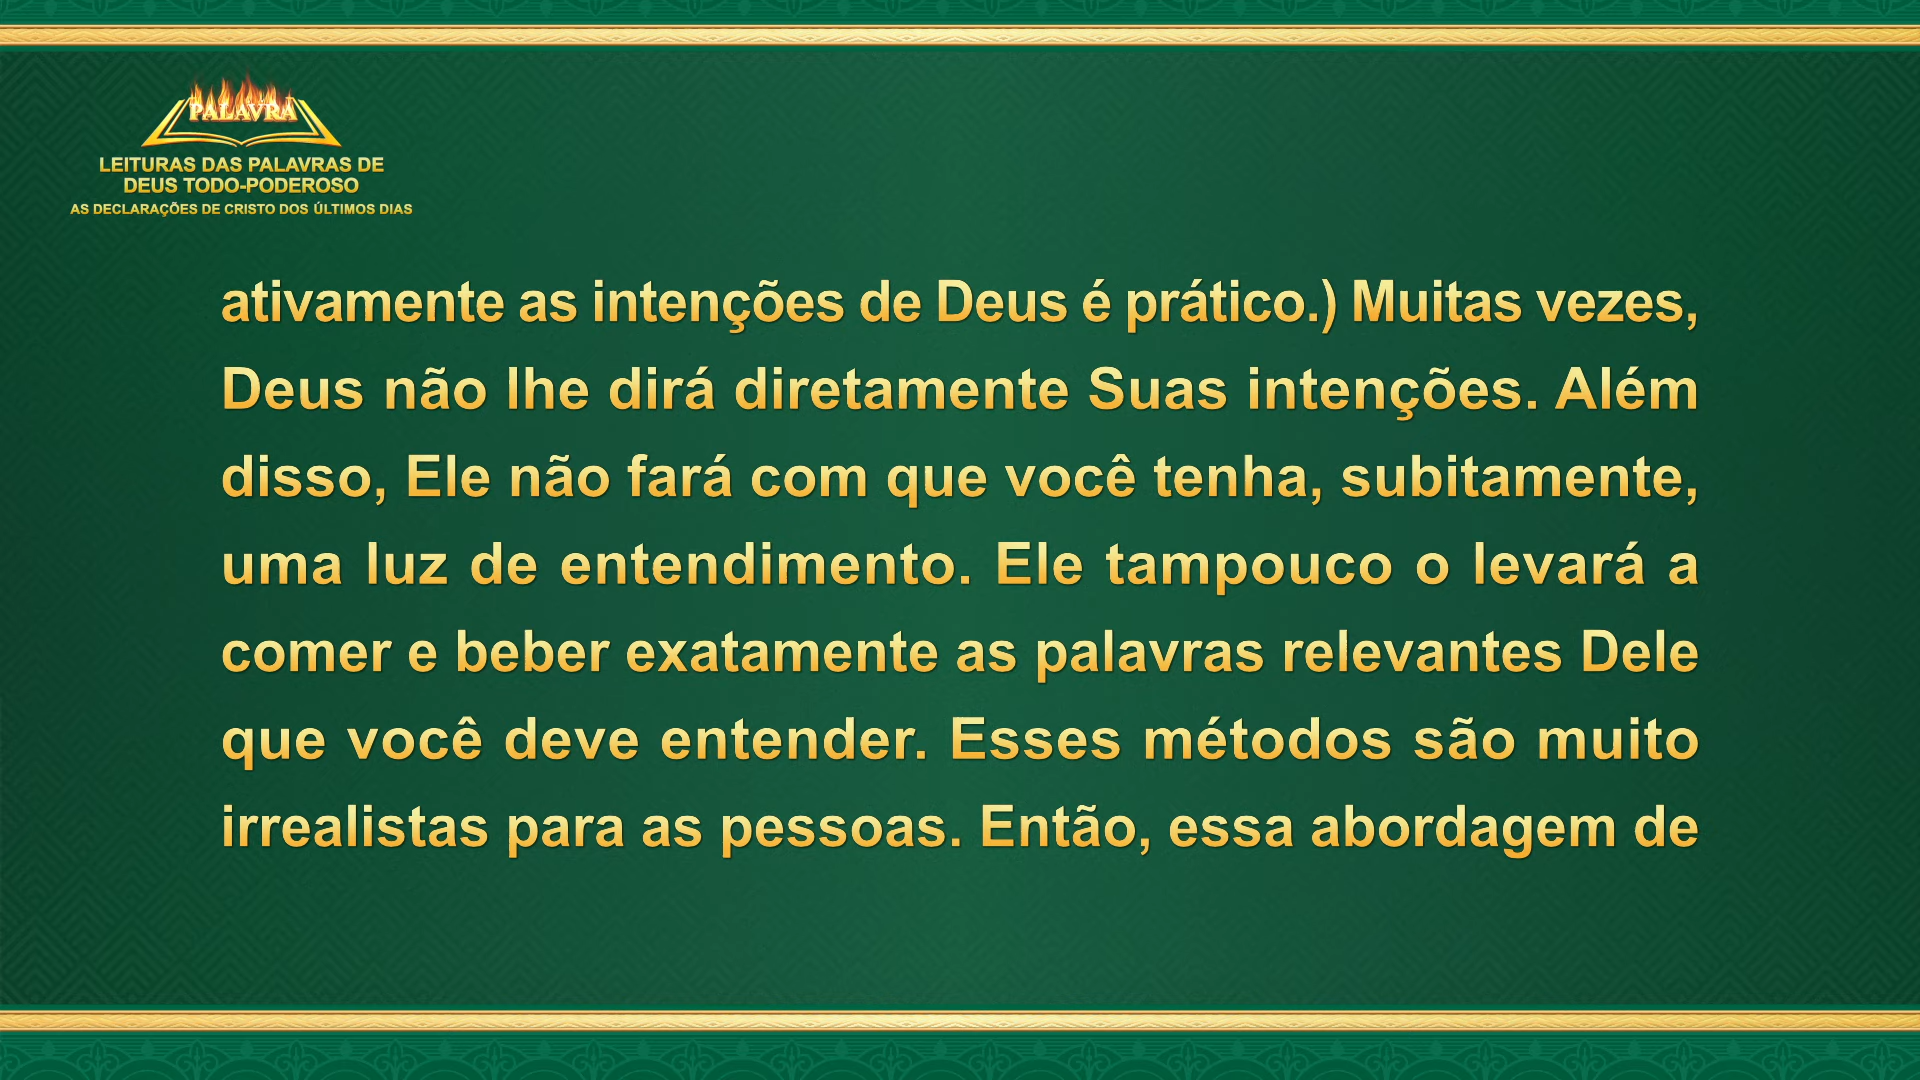 PALAVRA
LEITURAS DAS PALAVRAS DE
DEUS TODO-PODEROSO
AS DECLARAÇÕES DE CRISTO DOS ÚLTIMOS DIAS
ativamente as intenções de Deus é prático.) Muitas vezes,
Deus não lhe dirá diretamente Suas intenções. Além
disso, Ele não fará com que você tenha, subitamente,
uma luz de entendimento. Ele tampouco o levará a
comer e beber exatamente as palavras relevantes Dele
que você deve entender. Esses métodos são muito
irrealistas para as pessoas. Então, essa abordagem de